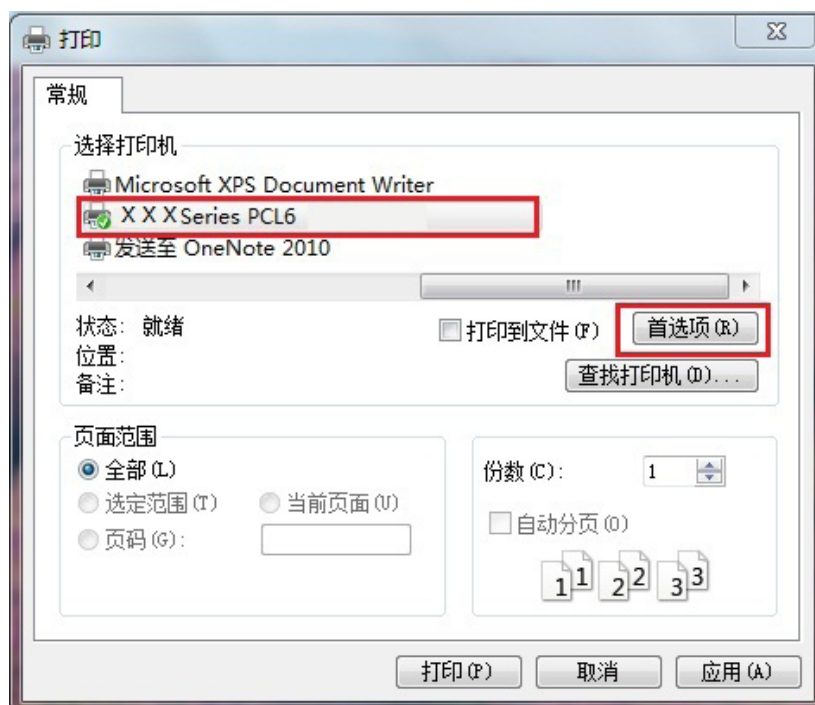 打印
常规
选择打印机
Microsoft XPS Document Writer
X X X Series PCL6
发送至 OneNote 2010
状态: 就绪
打印到文件(F)
首选项(R)
位置:
备注:
查找打印机(D)...
页面范围
全部(L)
选定范围(T) 当前页面(U)
页码(G):
份数(C): 1
自动分页(O)
1 1 2 2 3 3
打印(P) 取消 应用(A)